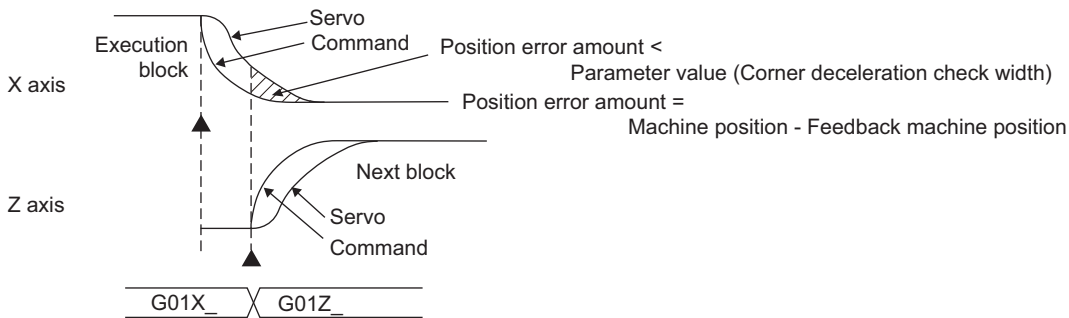 Servo
Command
Execution
block
Position error amount <
Parameter value (Corner deceleration check width)
X axis
Position error amount =
Machine position - Feedback machine position
Next block
Z axis
Servo
Command
G01X_
G01Z_